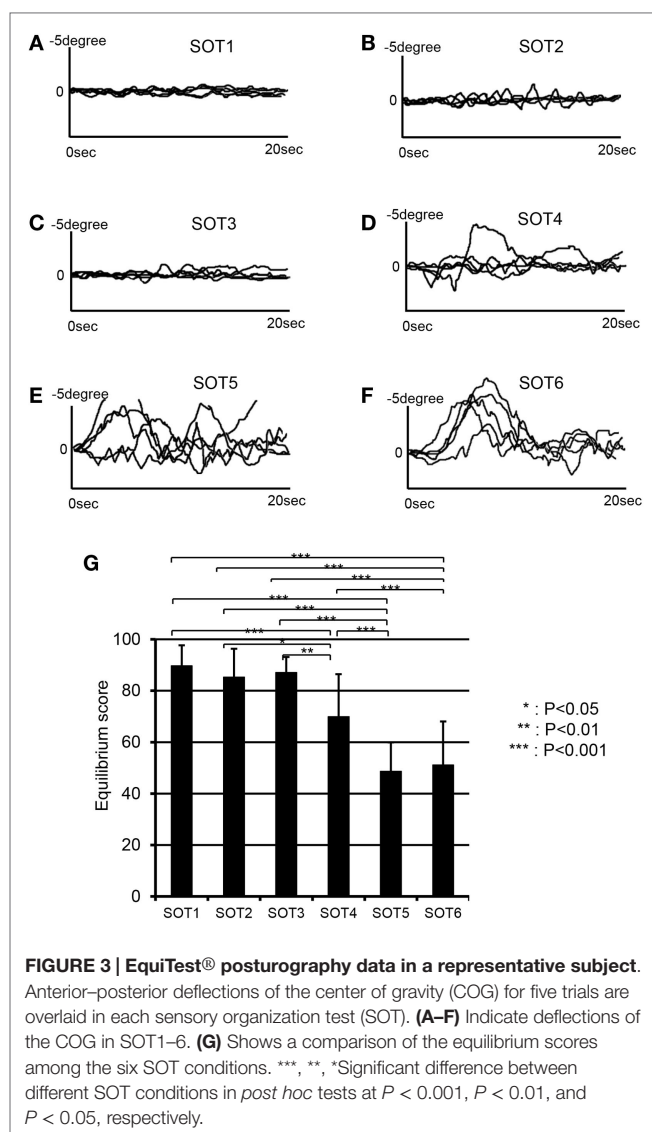 A
-5degree
SOT1
0
0sec
20sec
B
-5degree
SOT2
0
0sec
20sec
C
-5degree
SOT3
0
0sec
20sec
D
-5degree
SOT4
0
0sec
20sec
E
-5degree
SOT5
0
0sec
20sec
F
-5degree
SOT6
0
0sec
20sec
G
***
***
***
***
***
***
***
***
***
*
**
100
80
60
40
20
0
Equilibrium score
SOT1 SOT2 SOT3 SOT4 SOT5 SOT6
* : P<0.05
** : P<0.01
*** : P<0.001
FIGURE 3 | EquiTest® posturography data in a representative subject.
Anterior–posterior deflections of the center of gravity (COG) for five trials are
overlaid in each sensory organization test (SOT). (A–F) Indicate deflections of
the COG in SOT1–6. (G) Shows a comparison of the equilibrium scores
among the six SOT conditions. ***, **, *Significant difference between
different SOT conditions in post hoc tests at P < 0.001, P < 0.01, and
P < 0.05, respectively.